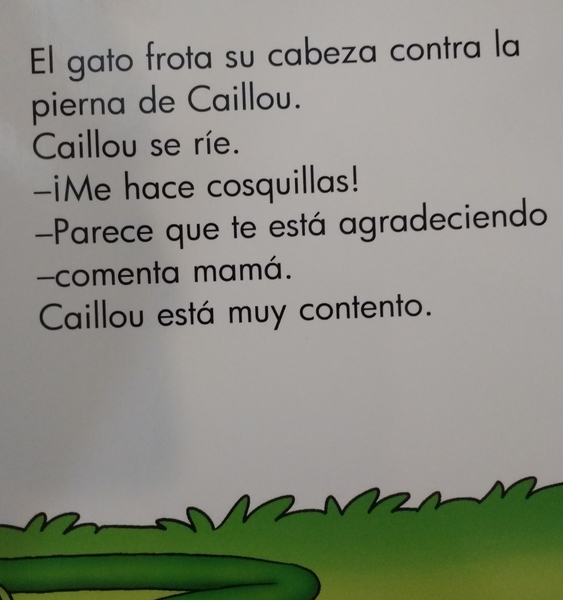 El gato frota su cabeza contra la
pierna de Caillou.
Caillou se ríe.
–¡Me hace cosquillas!
–Parece que te está agradeciendo
–comenta mamá.
Caillou está muy contento.